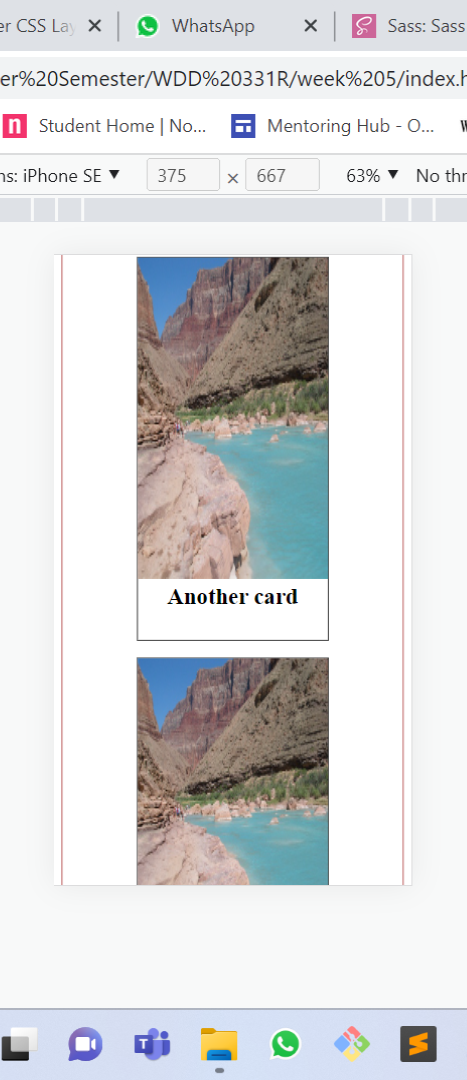 er CSS Lay
WhatsApp
Sass: Sass
er%20Semester/WDD%20331R/week%205/index.h
n Student Home | No...
Mentoring Hub - O...
W
ns: iPhone SE ▼ 375 × 667 63% ▼ No thr
Another card